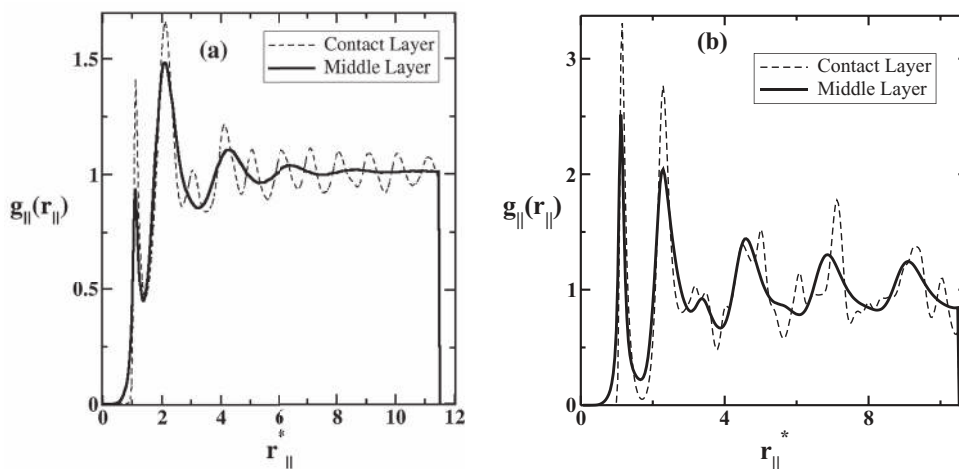 (a)
Contact Layer
Middle Layer
1.5
1
0.5
0
g||(r||)
0 2 4 6 8 10 12
r||*
(b)
Contact Layer
Middle Layer
3
2
1
0
g||(r||)
0 4 8
r||*